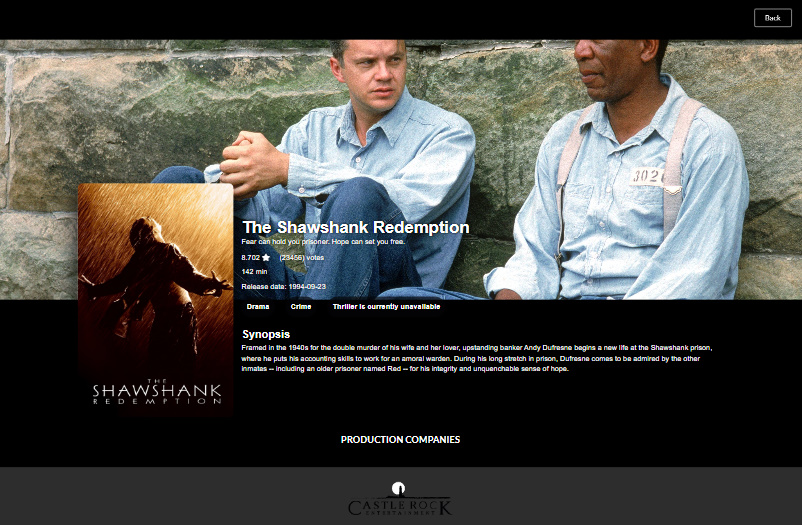 Back
302
The Shawshank Redemption
Fear can hold you prisoner. Hope can set you free.
8.702 (23456) votes
142 min
Release date: 1994-09-23
Drama Crime Thriller is currently unavailable
Synopsis
Framed in the 1940s for the double murder of his wife and her lover, upstanding banker Andy Dufresne begins a new life at the Shawshank prison,
where he puts his accounting skills to work for an amoral warden. During his long stretch in prison, Dufresne comes to be admired by the other
inmates -- including an older prisoner named Red -- for his integrity and unquenchable sense of hope.
THE
SHAWSHANK
REDEMPTION
PRODUCTION COMPANIES
CASTLE ROCK
ENTERTAINMENT